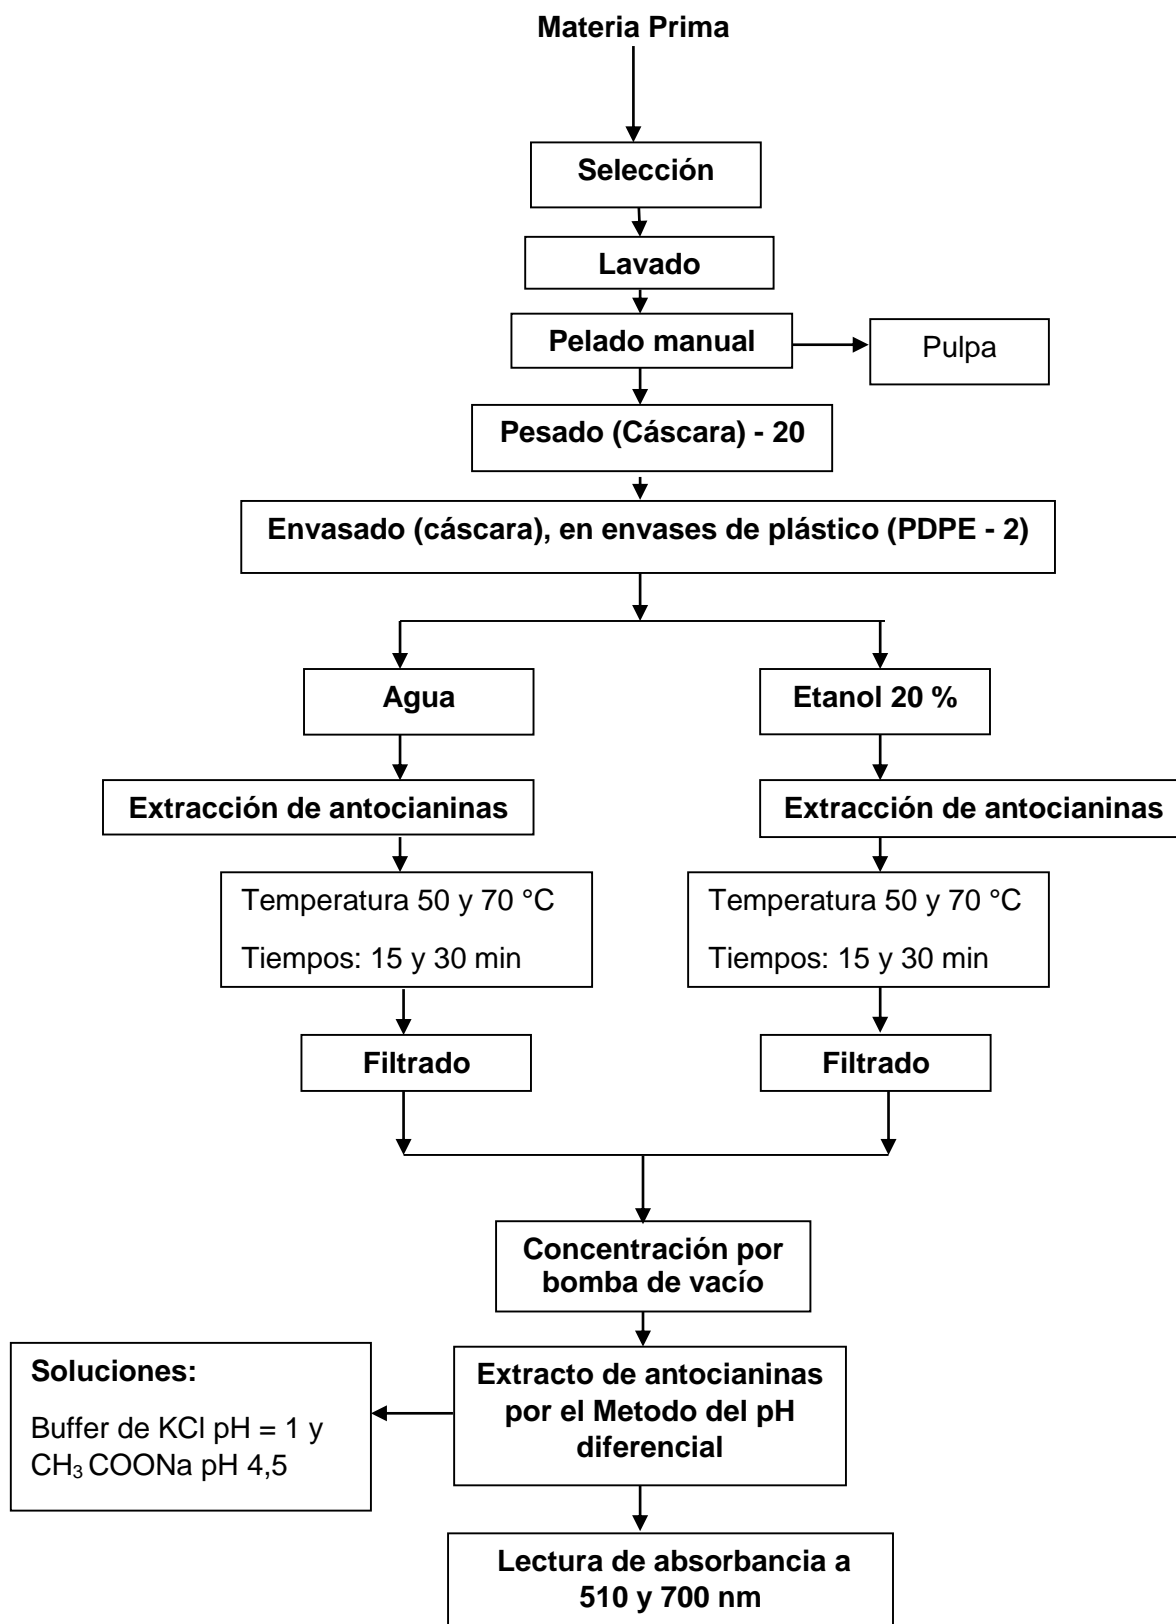 Materia Prima
Selección
Lavado
Pelado manual
Pulpa
Pesado (Cáscara) - 20
Envasado (cáscara), en envases de plástico (PDPE - 2)
Agua
Etanol 20 %
Extracción de antocianinas
Extracción de antocianinas
Temperatura 50 y 70 °C
Tiempos: 15 y 30 min
Temperatura 50 y 70 °C
Tiempos: 15 y 30 min
Filtrado
Filtrado
Concentración por
bomba de vacío
Soluciones:
Buffer de KCl pH = 1 y
CH₃ COONa pH 4,5
Extracto de antocianinas
por el Metodo del pH
diferencial
Lectura de absorbancia a
510 y 700 nm